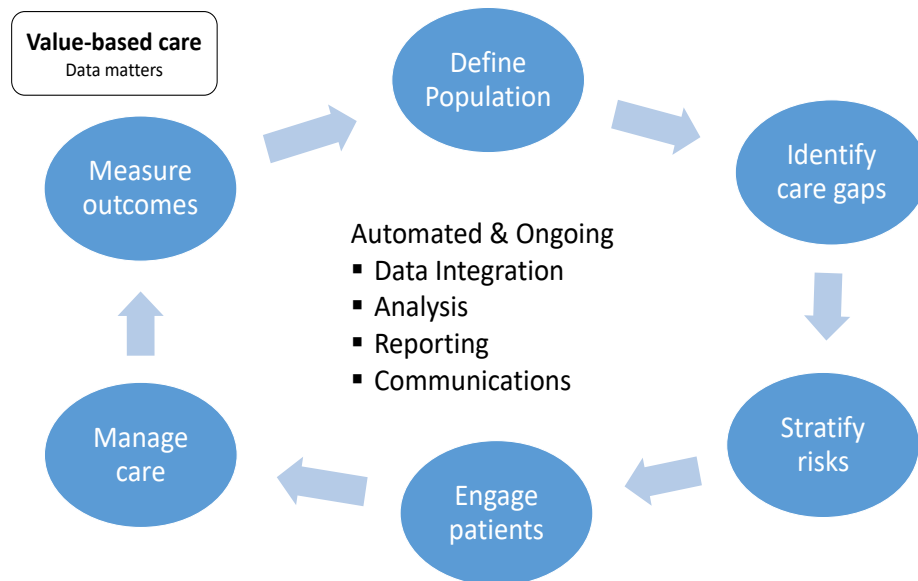 Value-based care
Data matters
Define
Population
Identify
care gaps
Stratify
risks
Engage
patients
Manage
care
Measure
outcomes
Automated & Ongoing
▪ Data Integration
▪ Analysis
▪ Reporting
▪ Communications